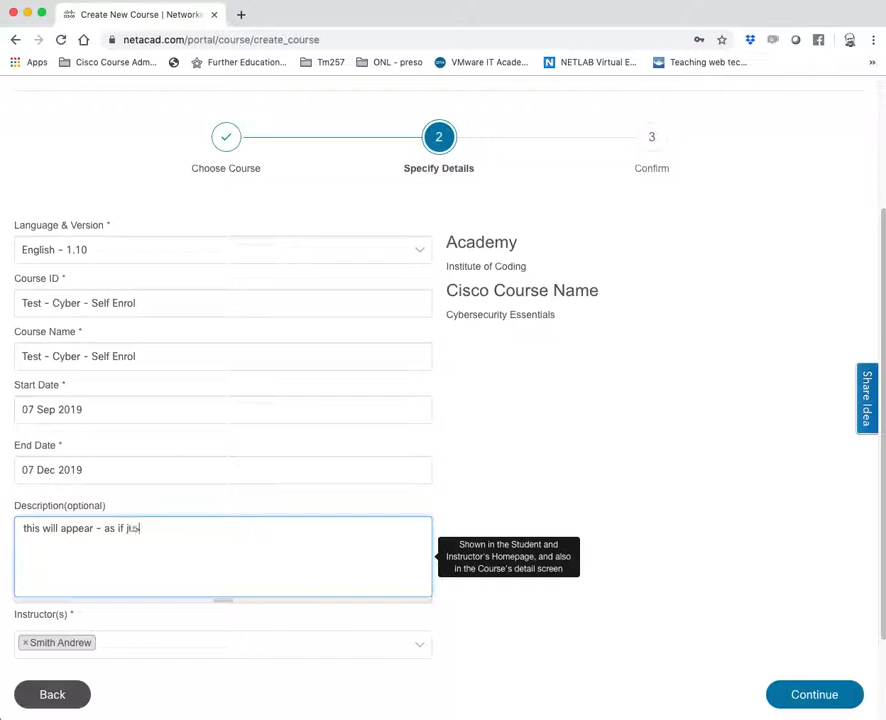 Create New Course | Network
netacad.com/portal/course/create_course
Apps Cisco Course Adm... Further Education... Tm257 ONL - preso VMware IT Acade... NETLAB Virtual E... Teaching web tec... »
2 3
Choose Course Specify Details Confirm
Language & Version *
English - 1.10
Course ID *
Test - Cyber - Self Enrol
Course Name *
Test - Cyber - Self Enrol
Start Date *
07 Sep 2019
End Date *
07 Dec 2019
Description(optional)
this will appear - as if jus
Instructor(s) *
× Smith Andrew
Back
Academy
Institute of Coding
Cisco Course Name
Cybersecurity Essentials
Shown in the Student and
Instructor's Homepage, and also
in the Course's detail screen
Share Idea
Continue